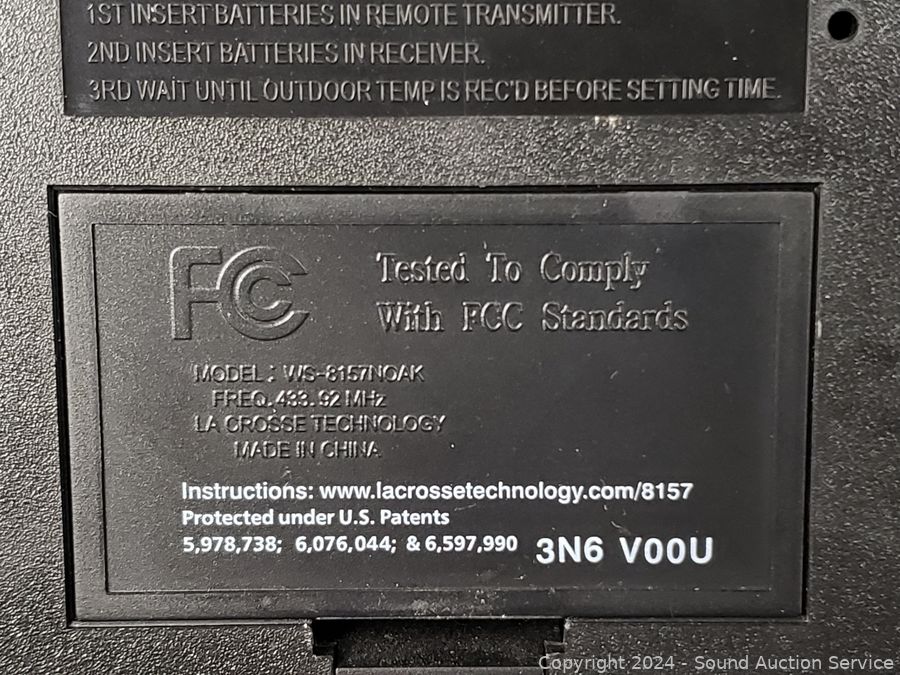 1ST INSERT BATTERIES IN REMOTE TRANSMITTER.
2ND INSERT BATTERIES IN RECEIVER.
3RD WAIT UNTIL OUTDOOR TEMP IS REC'D BEFORE SETTING TIME.
FCC
Tested To Comply
With FCC Standards
MODEL: WS-8157NOAK
FREQ. 433.92 MHz
LA CROSSE TECHNOLOGY
MADE IN CHINA
Instructions: www.lacrossetechnology.com/8157
Protected under U.S. Patents
5,978,738; 6,076,044; & 6,597,990
3N6 V00U
Copyright 2024 - Sound Auction Service